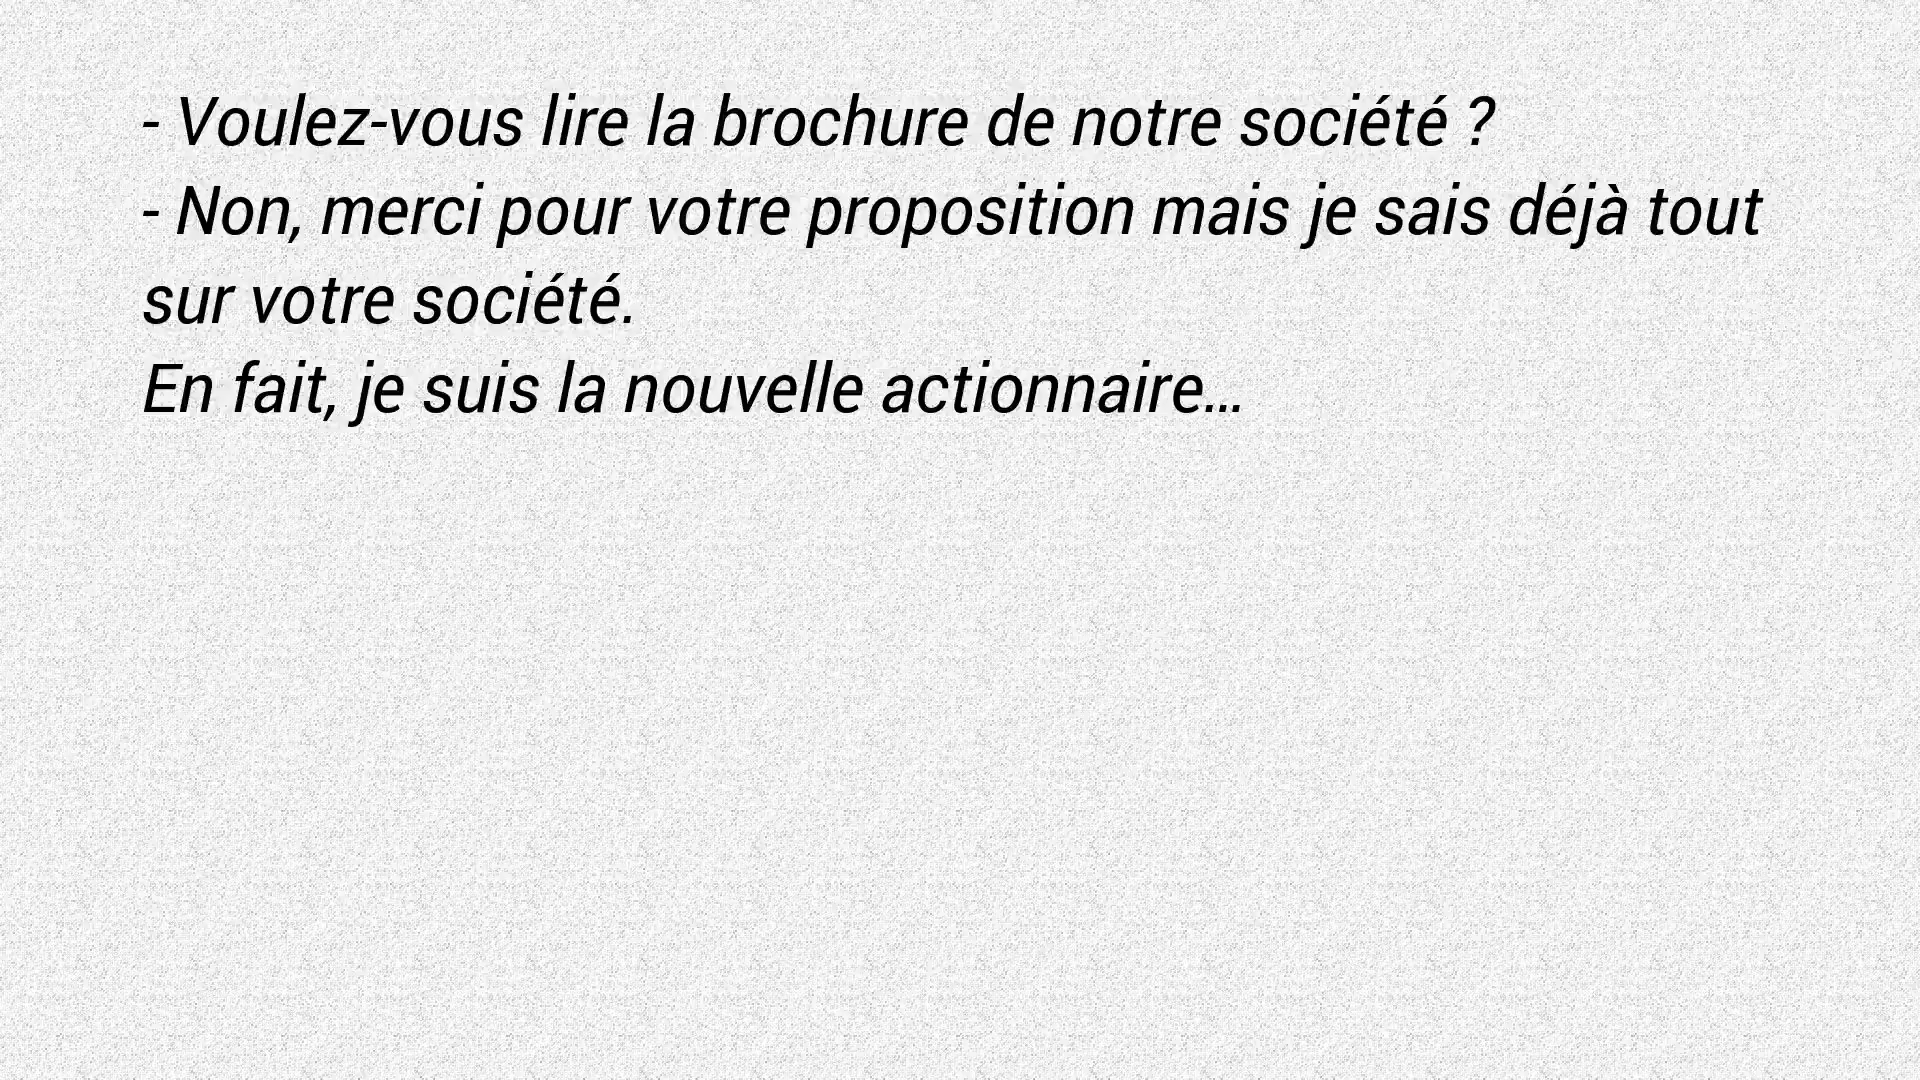 - Voulez-vous lire la brochure de notre société ?
- Non, merci pour votre proposition mais je sais déjà tout
sur votre société.
En fait, je suis la nouvelle actionnaire...